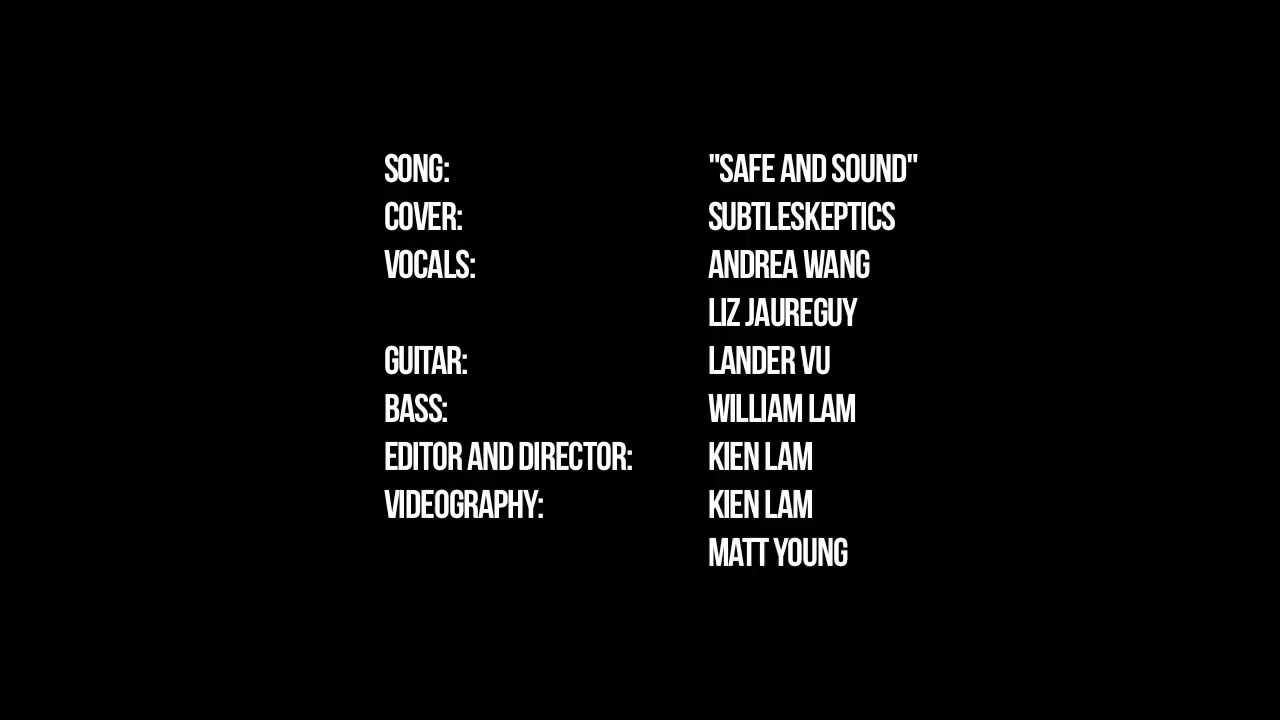 SONG: "SAFE AND SOUND"
COVER: SUBTLESKEPTICS
VOCALS: ANDREA WANG
LIZ JAUREGUY
GUITAR: LANDER VU
BASS: WILLIAM LAM
EDITOR AND DIRECTOR: KIEN LAM
VIDEOGRAPHY: KIEN LAM
MATT YOUNG